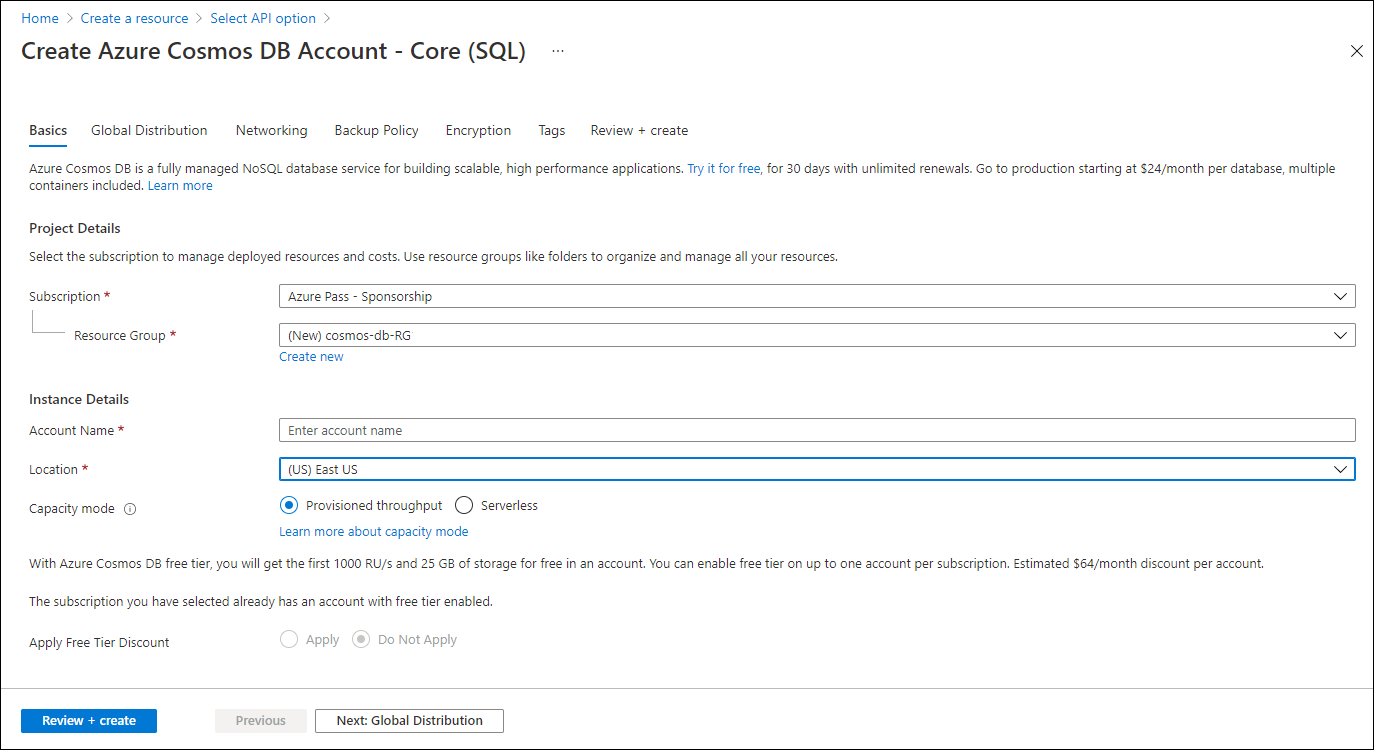 Home > Create a resource > Select API option >
Create Azure Cosmos DB Account - Core (SQL) ...
Basics Global Distribution Networking Backup Policy Encryption Tags Review + create
Azure Cosmos DB is a fully managed NoSQL database service for building scalable, high performance applications. Try it for free, for 30 days with unlimited renewals. Go to production starting at $24/month per database, multiple
containers included. Learn more
Project Details
Select the subscription to manage deployed resources and costs. Use resource groups like folders to organize and manage all your resources.
Subscription * Azure Pass - Sponsorship
Resource Group * (New) cosmos-db-RG
Create new
Instance Details
Account Name * Enter account name
Location * (US) East US
Capacity mode Provisioned throughput Serverless
Learn more about capacity mode
With Azure Cosmos DB free tier, you will get the first 1000 RU/s and 25 GB of storage for free in an account. You can enable free tier on up to one account per subscription. Estimated $64/month discount per account.
The subscription you have selected already has an account with free tier enabled.
Apply Free Tier Discount Apply Do Not Apply
Review + create Previous Next: Global Distribution